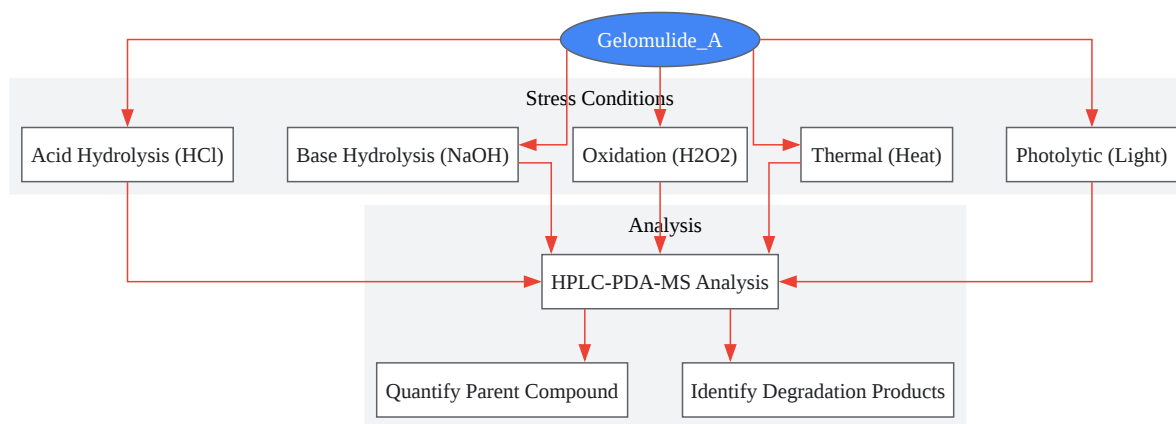 Gelomulide_A
Stress Conditions
Acid Hydrolysis (HCl)
Base Hydrolysis (NaOH)
Oxidation (H2O2)
Thermal (Heat)
Photolytic (Light)
Analysis
HPLC-PDA-MS Analysis
Quantify Parent Compound
Identify Degradation Products